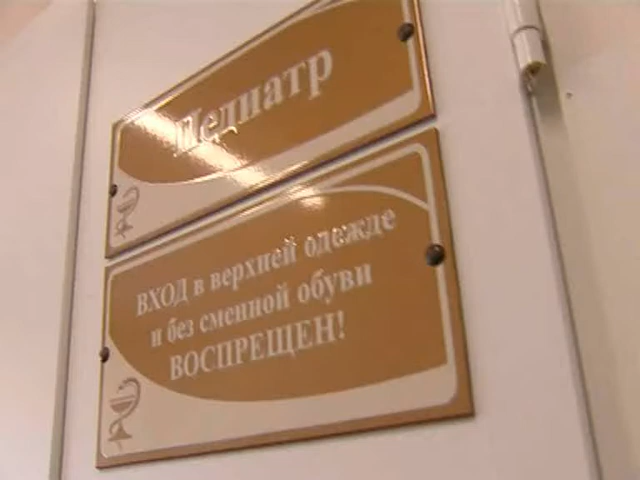 Педиатр
ВХОД в верхней одежде
и без сменной обуви
ВОСПРЕЩЕН!